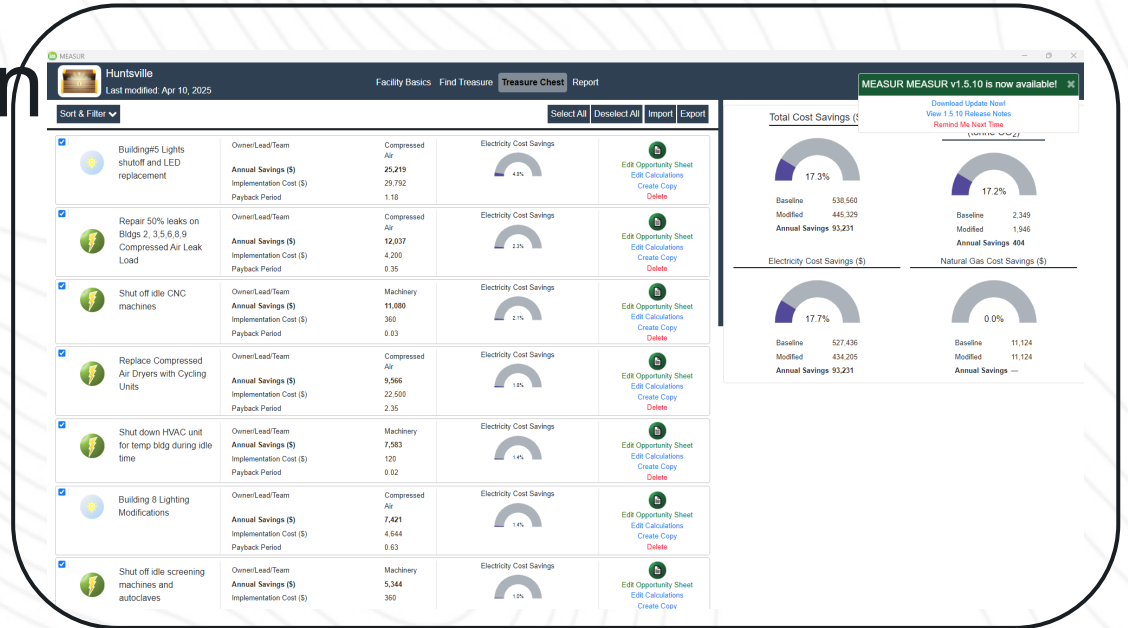 n
MEASUR
Huntsville
Last modified: Apr 10, 2025
Facility Basics Find Treasure Treasure Chest Report
MEASUR MEASUR v1.5.10 is now available!
Download Update Now!
View 1.5.10 Release Notes
Remind Me Next Time
Sort & Filter
Select All Deselect All Import Export
Building#5 Lights
shutoff and LED
replacement
Owner/Lead/Team Compressed
Air
Annual Savings ($) 25,219
Implementation Cost ($) 29,792
Payback Period 1.18
Electricity Cost Savings
4.8%
Edit Opportunity Sheet
Edit Calculations
Create Copy
Delete
Repair 50% leaks on
Bldgs 2, 3,5,6,8,9
Compressed Air Leak
Load
Owner/Lead/Team Compressed
Air
Annual Savings ($) 12,037
Implementation Cost ($) 4,200
Payback Period 0.35
Electricity Cost Savings
2.3%
Edit Opportunity Sheet
Edit Calculations
Create Copy
Delete
Shut off idle CNC
machines
Owner/Lead/Team Machinery
Annual Savings ($) 11,080
Implementation Cost ($) 360
Payback Period 0.03
Electricity Cost Savings
2.1%
Edit Opportunity Sheet
Edit Calculations
Create Copy
Delete
Replace Compressed
Air Dryers with Cycling
Units
Owner/Lead/Team Compressed
Air
Annual Savings ($) 9,566
Implementation Cost ($) 22,500
Payback Period 2.35
Electricity Cost Savings
1.8%
Edit Opportunity Sheet
Edit Calculations
Create Copy
Delete
Shut down HVAC unit
for temp bldg during idle
time
Owner/Lead/Team Machinery
Annual Savings ($) 7,583
Implementation Cost ($) 120
Payback Period 0.02
Electricity Cost Savings
1.4%
Edit Opportunity Sheet
Edit Calculations
Create Copy
Delete
Building 8 Lighting
Modifications
Owner/Lead/Team Compressed
Air
Annual Savings ($) 7,421
Implementation Cost ($) 4,644
Payback Period 0.63
Electricity Cost Savings
1.4%
Edit Opportunity Sheet
Edit Calculations
Create Copy
Delete
Shut off idle screening
machines and
autoclaves
Owner/Lead/Team Machinery
Annual Savings ($) 5,344
Implementation Cost ($) 360
Electricity Cost Savings
1.0%
Edit Opportunity Sheet
Edit Calculations
Create Copy
Total Cost Savings ($
17.3%
Baseline 538,560
Modified 445,329
Annual Savings 93,231
(tonne CO2)
17.2%
Baseline 2,349
Modified 1,946
Annual Savings 404
Electricity Cost Savings ($)
17.7%
Baseline 527,436
Modified 434,205
Annual Savings 93,231
Natural Gas Cost Savings ($)
0.0%
Baseline 11,124
Modified 11,124
Annual Savings —